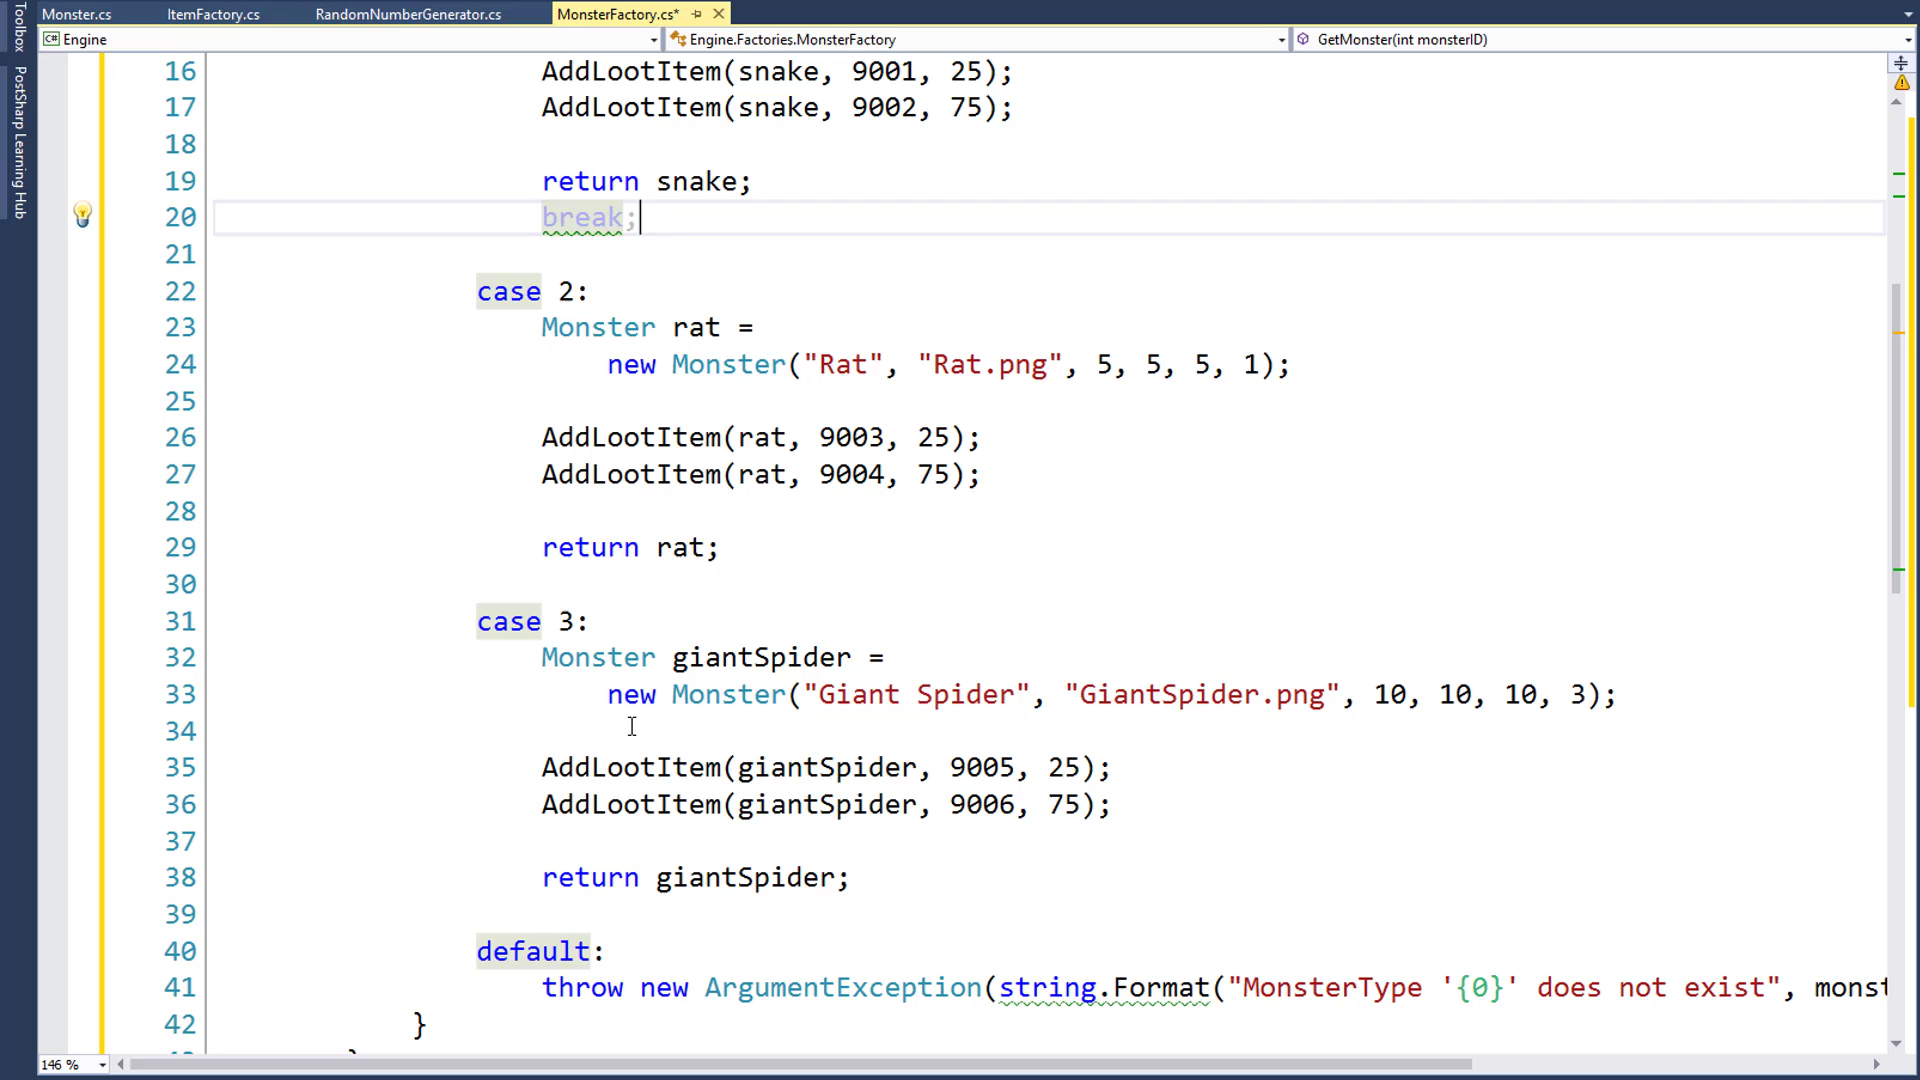 Monster.cs ItemFactory.cs RandomNumberGenerator.cs MonsterFactory.cs*
Toolbox
PostSharp Learning Hub
C# Engine Engine.Factories.MonsterFactory GetMonster(int monsterID)
16 AddLootItem(snake, 9001, 25);
17 AddLootItem(snake, 9002, 75);
18
19 return snake;
20 break;
21
22 case 2:
23 Monster rat =
24 new Monster("Rat", "Rat.png", 5, 5, 5, 1);
25
26 AddLootItem(rat, 9003, 25);
27 AddLootItem(rat, 9004, 75);
28
29 return rat;
30
31 case 3:
32 Monster giantSpider =
33 new Monster("Giant Spider", "GiantSpider.png", 10, 10, 10, 3);
34
35 AddLootItem(giantSpider, 9005, 25);
36 AddLootItem(giantSpider, 9006, 75);
37
38 return giantSpider;
39
40 default:
41 throw new ArgumentException(string.Format("MonsterType '{0}' does not exist", monst
42 }
146 %